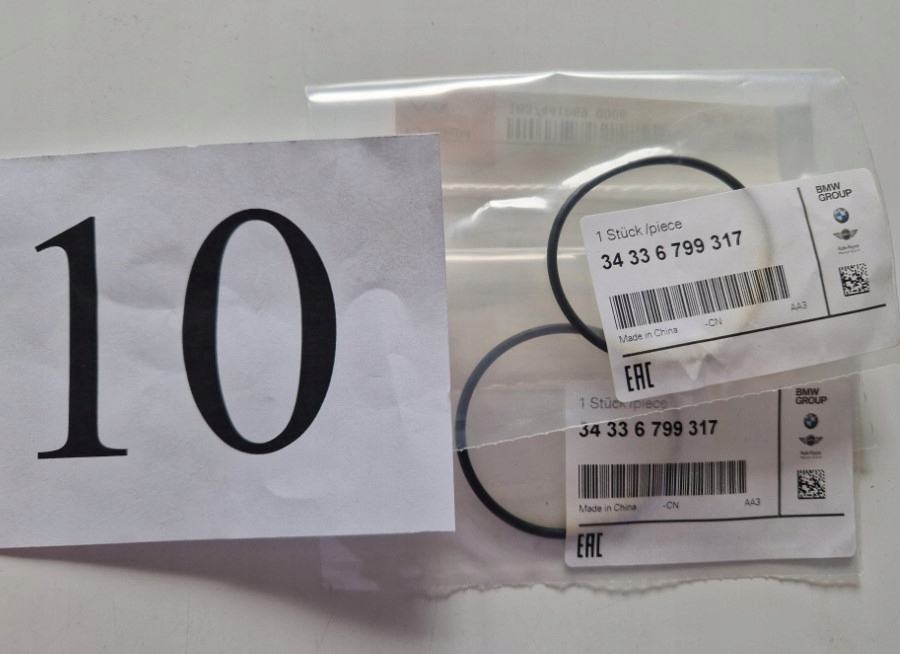 10
BMW
GROUP
1 Stück /piece
34 33 6 799 317
Made in China
-CN
AA3
EAC
BMW
GROUP
1 Stück /piece
34 33 6 799 317
Made in China
-CN
AA3
EAC